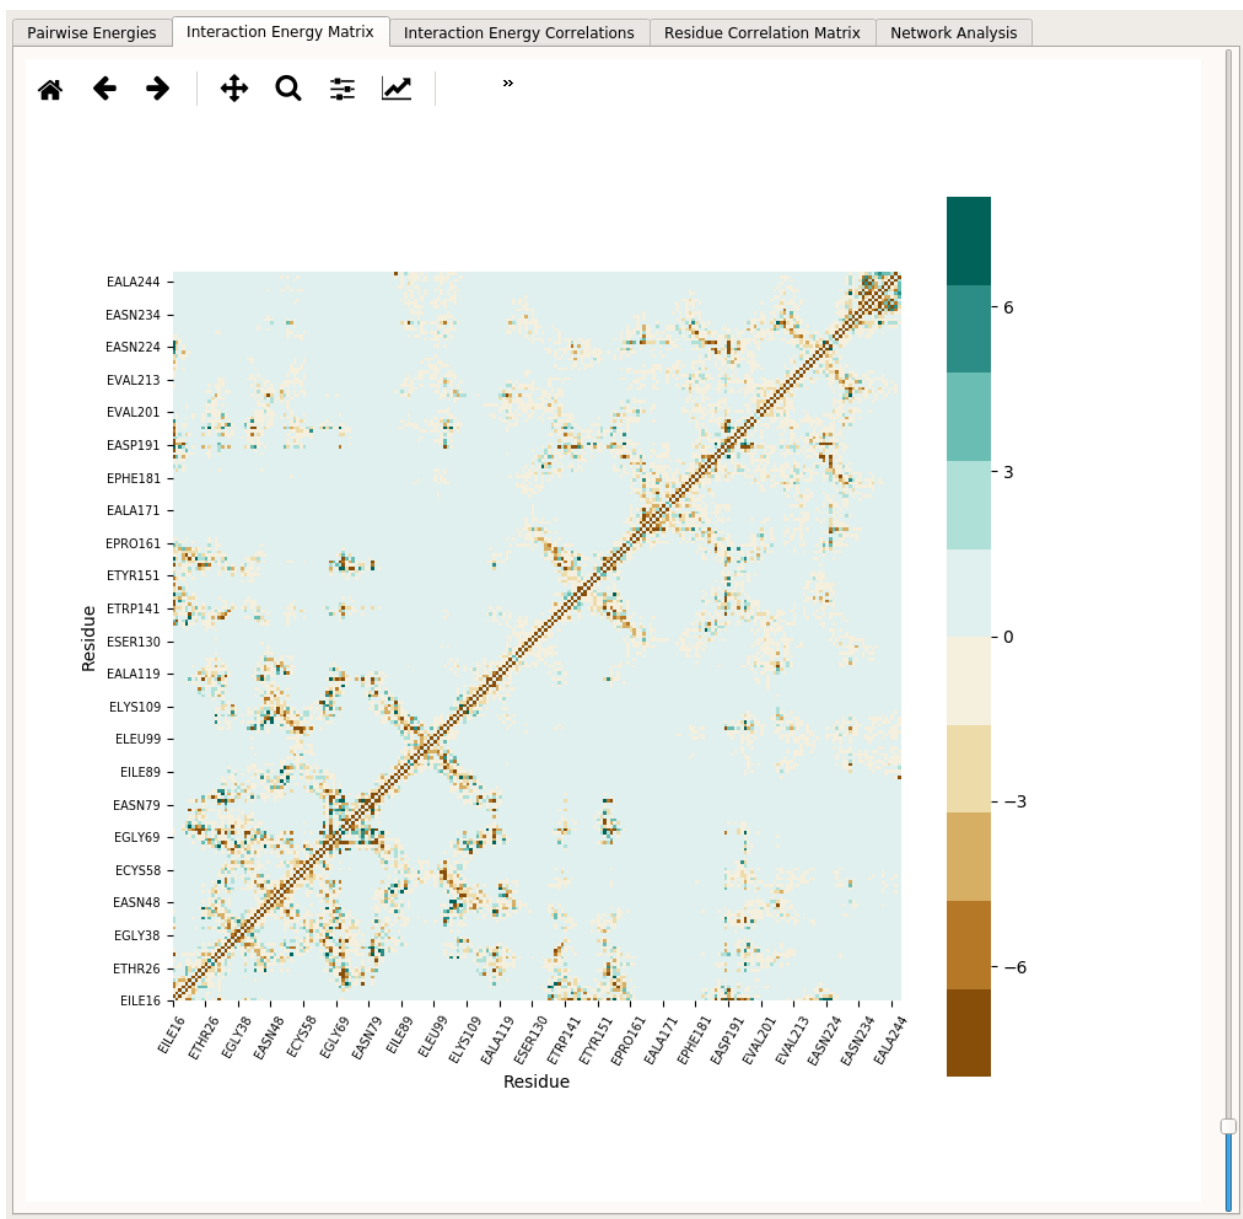 Pairwise Energies Interaction Energy Matrix Interaction Energy Correlations Residue Correlation Matrix Network Analysis
»
EALA244
EASN234
EASN224
EVAL213
EVAL201
EASP191
EPHE181
EALA171
EPRO161
ETYR151
ETRP141
ESER130
EALA119
ELYS109
ELEU99
EILE89
EASN79
EGLY69
ECYS58
EASN48
EGLY38
ETHR26
EILE16
Residue
EILE16 ETHR26 EGLY38 EASN48 ECYS58 EGLY69 EASN79 EILE89 ELEU99 ELYS109 EALA119 ESER130 ETRP141 ETYR151 EPRO161 EALA171 EPHE181 EASP191 EVAL201 EVAL213 EASN224 EASN234 EALA244
Residue
6
3
0
−3
−6